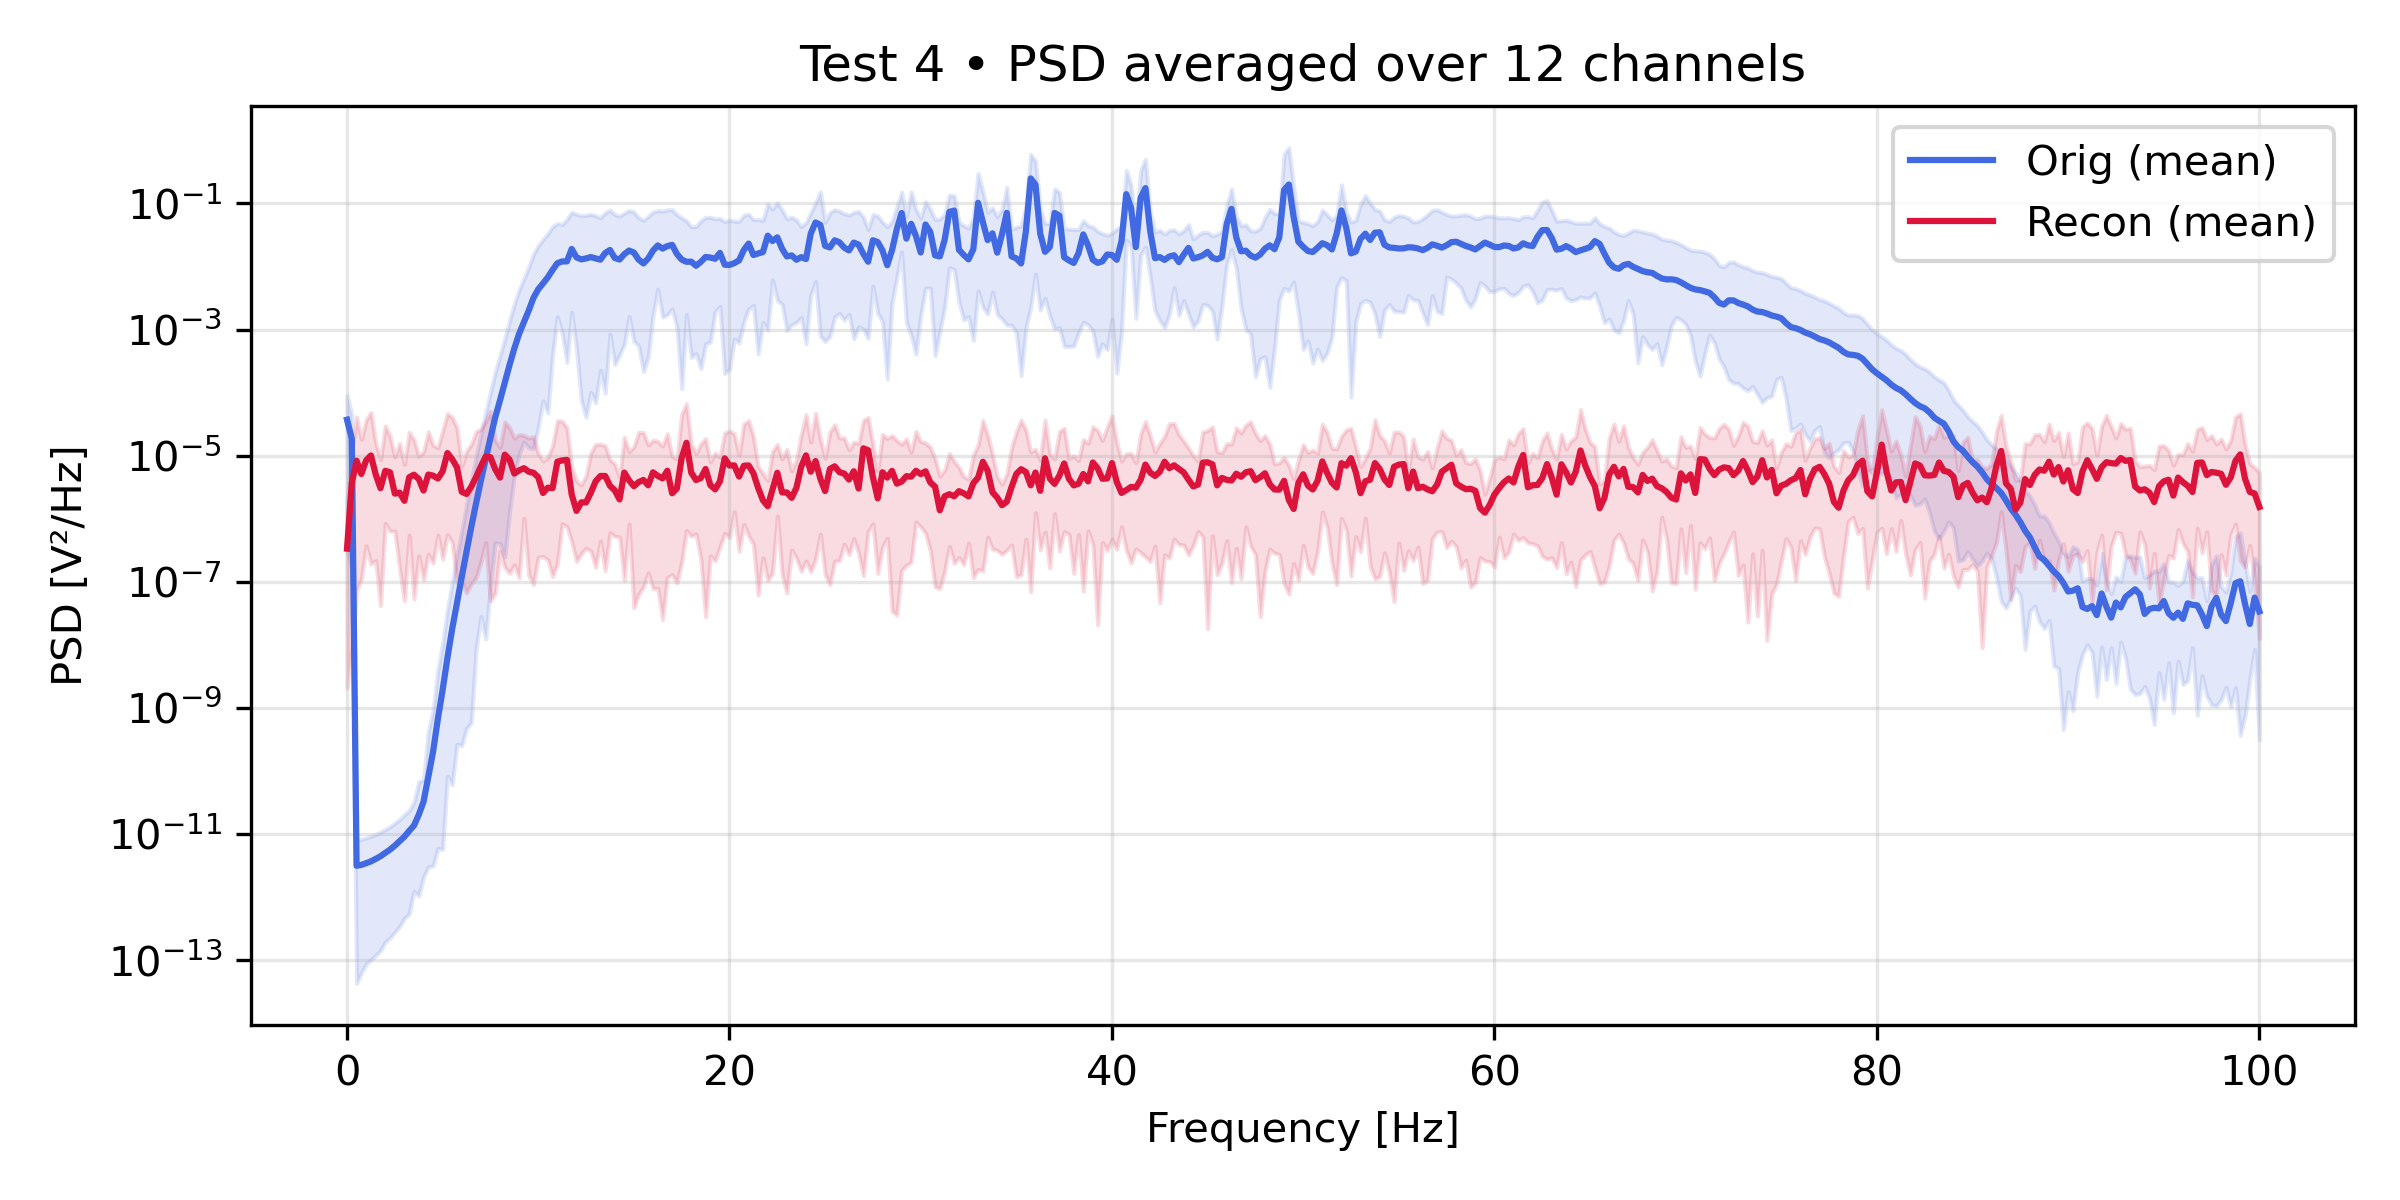 Test 4 • PSD averaged over 12 channels
Orig (mean)
Recon (mean)
PSD [V²/Hz]
10⁻¹
10⁻³
10⁻⁵
10⁻⁷
10⁻⁹
10⁻¹¹
10⁻¹³
0 20 40 60 80 100
Frequency [Hz]